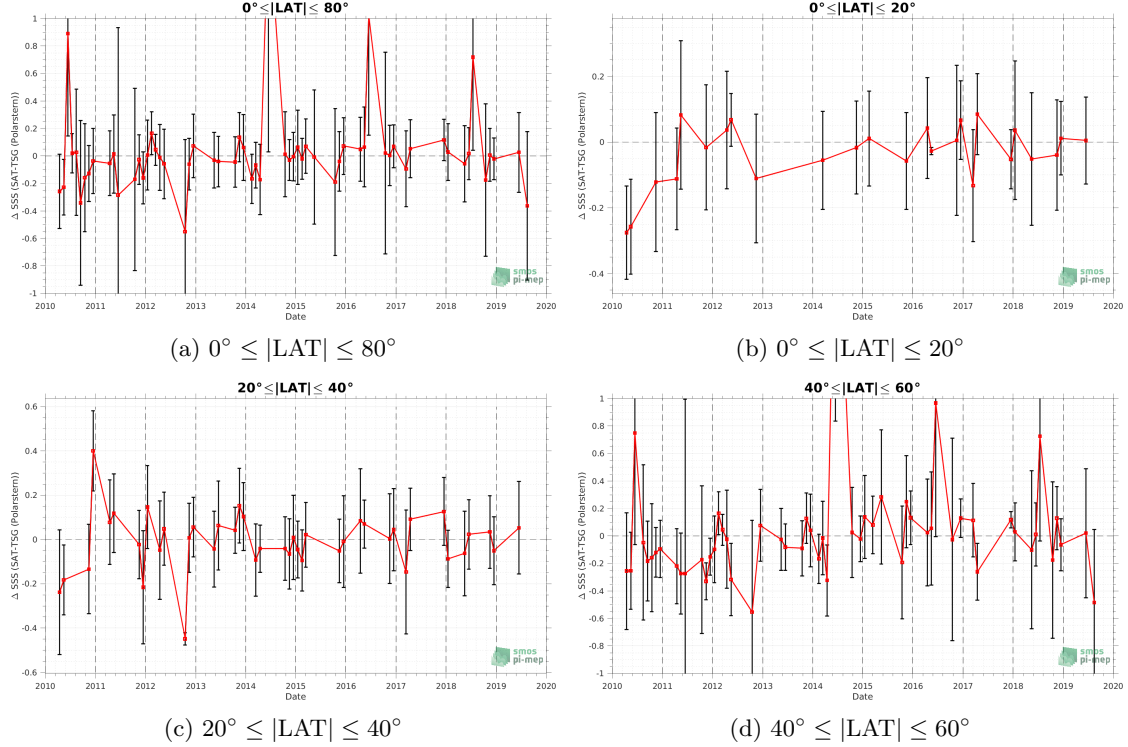 0°≤|LAT|≤ 80°
Δ SSS (SAT-TSG (Polarstern))
1
0.8
0.6
0.4
0.2
0
-0.2
-0.4
-0.6
-0.8
-1
2010 2011 2012 2013 2014 2015 2016 2017 2018 2019 2020
Date
smos
pi-mep
(a) 0° ≤ |LAT| ≤ 80°
0°≤|LAT|≤ 20°
Δ SSS (SAT-TSG (Polarstern))
0.2
0
-0.2
-0.4
2010 2011 2012 2013 2014 2015 2016 2017 2018 2019 2020
Date
smos
pi-mep
(b) 0° ≤ |LAT| ≤ 20°
20°≤|LAT|≤ 40°
Δ SSS (SAT-TSG (Polarstern))
0.6
0.4
0.2
0
-0.2
-0.4
-0.6
2010 2011 2012 2013 2014 2015 2016 2017 2018 2019 2020
Date
smos
pi-mep
(c) 20° ≤ |LAT| ≤ 40°
40°≤|LAT|≤ 60°
Δ SSS (SAT-TSG (Polarstern))
1
0.8
0.6
0.4
0.2
0
-0.2
-0.4
-0.6
-0.8
-1
2010 2011 2012 2013 2014 2015 2016 2017 2018 2019 2020
Date
smos
pi-mep
(d) 40° ≤ |LAT| ≤ 60°